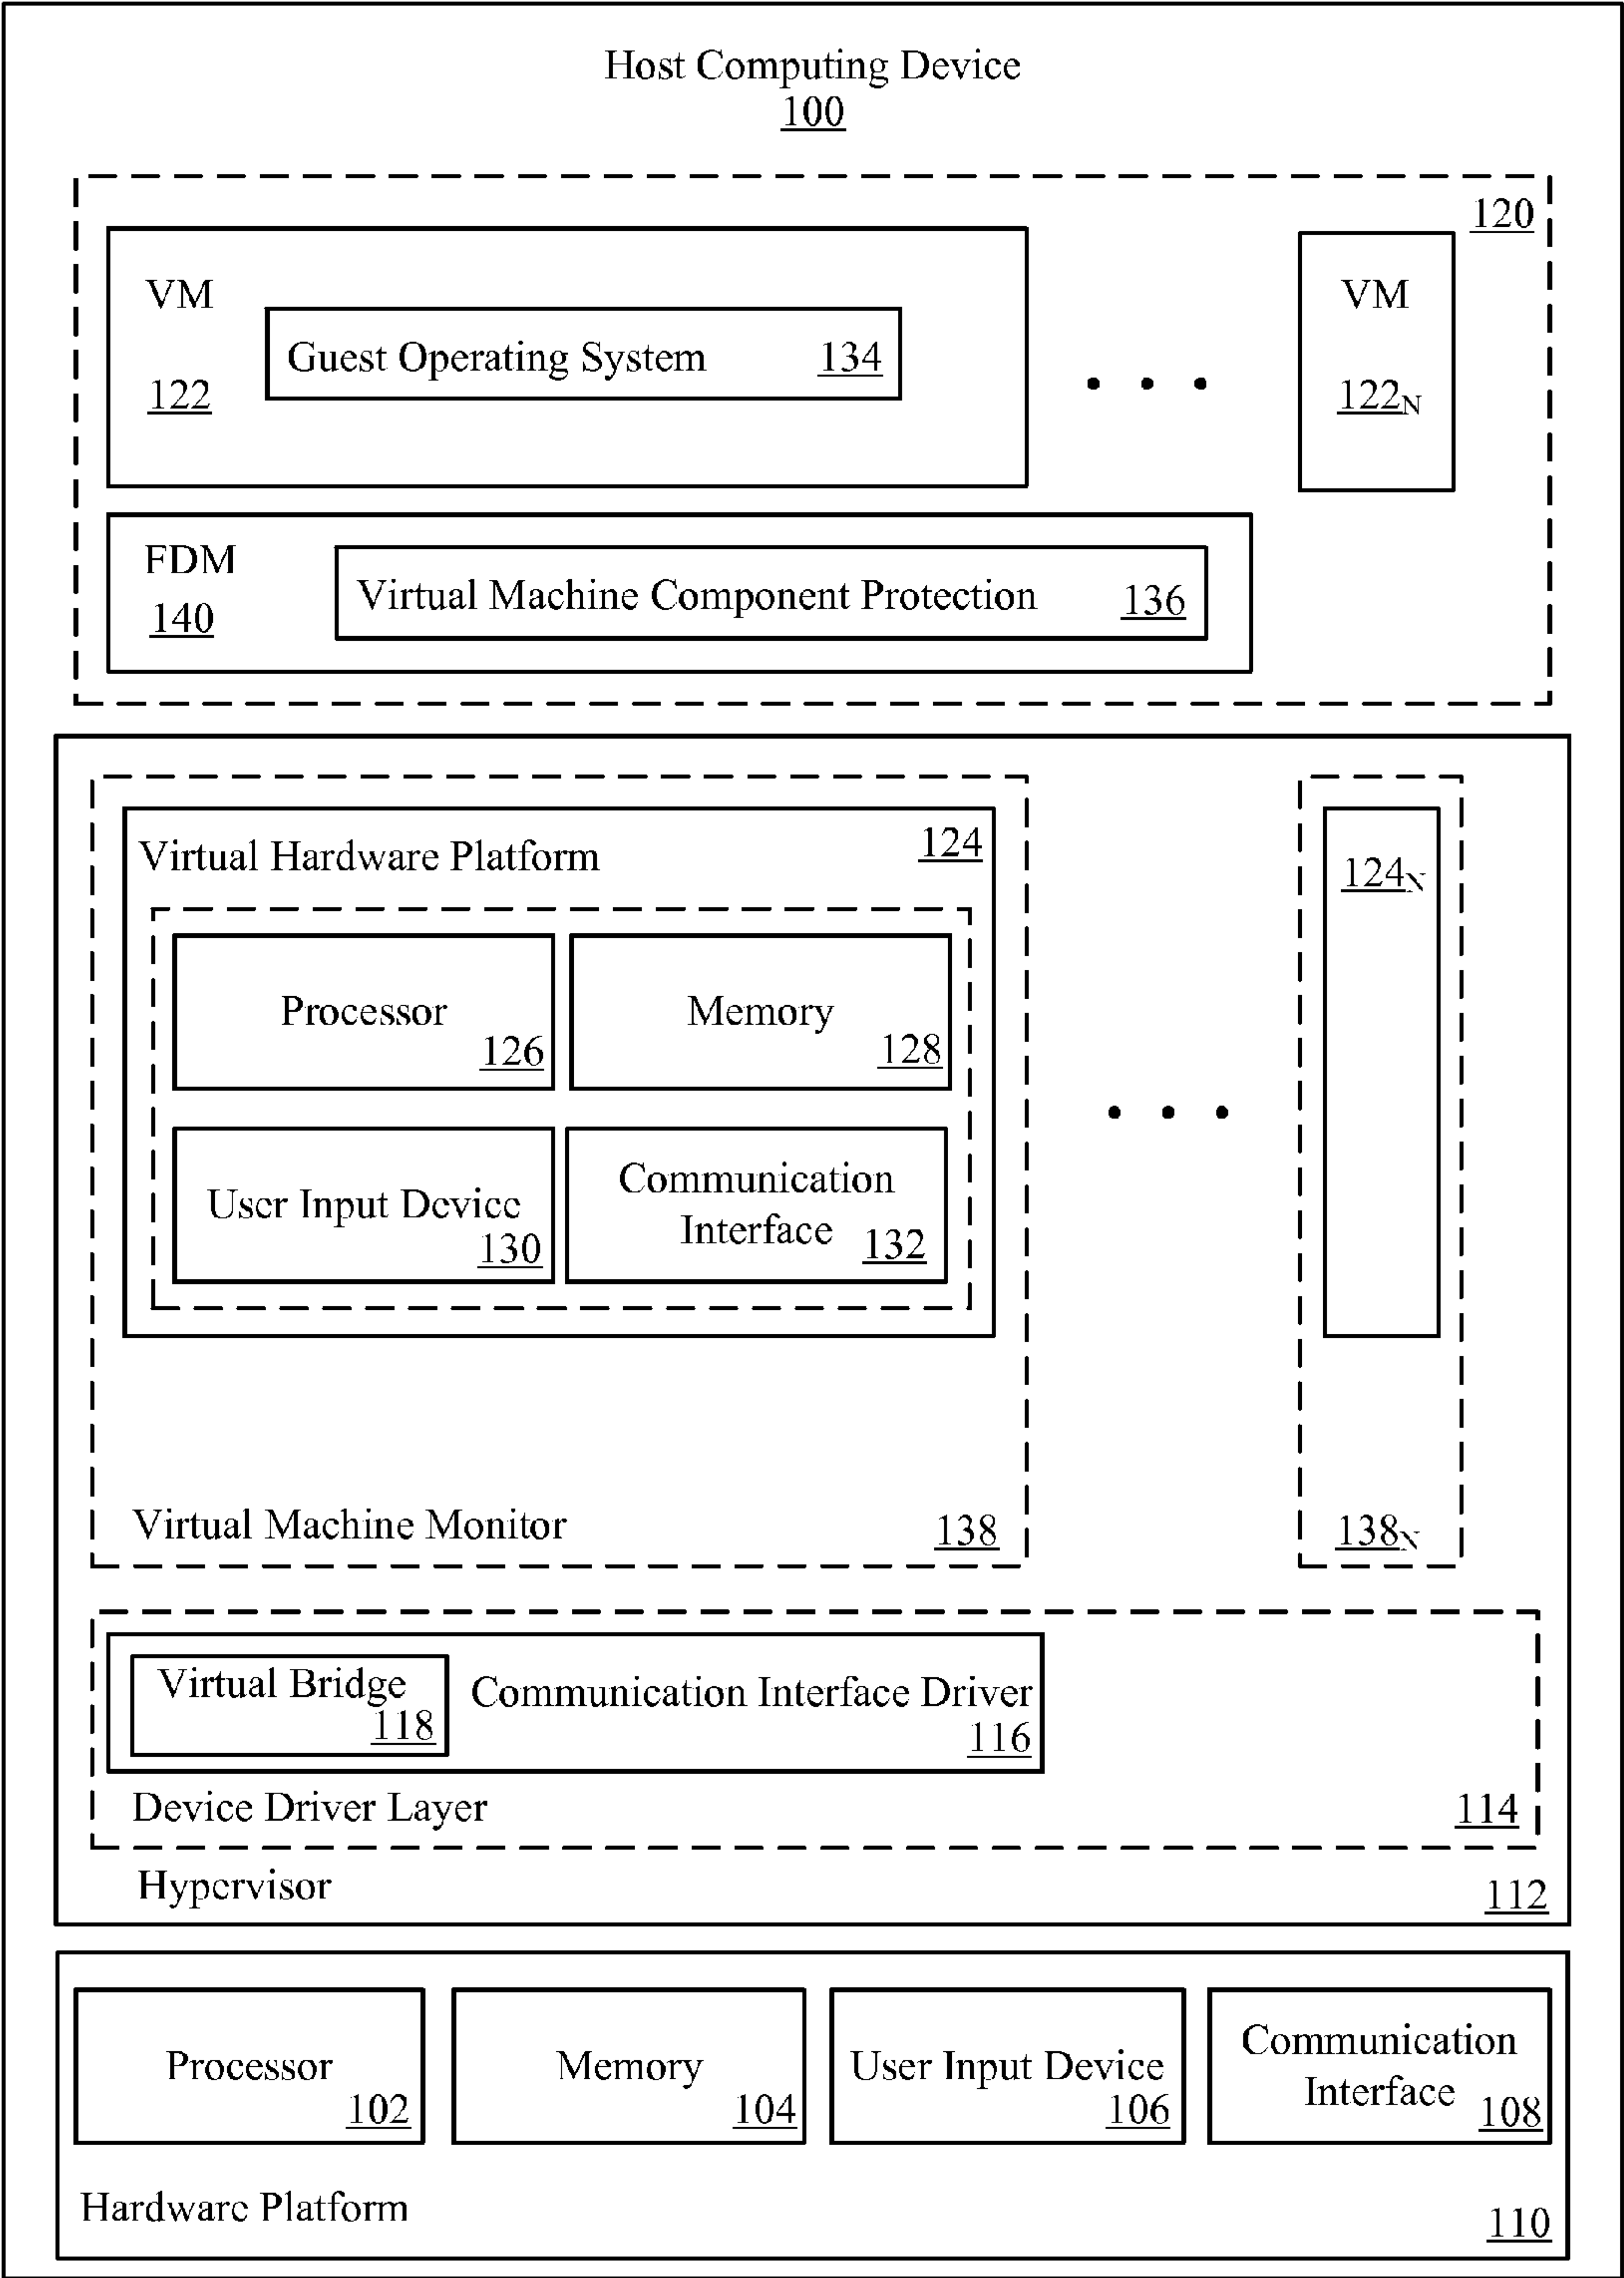 Host Computing Device
100
120
VM
Guest Operating System 134
122
VM
122N
FDM
140
Virtual Machine Component Protection 136
Virtual Hardware Platform 124
Processor
126
Memory
128
User Input Device
130
Communication
Interface 132
124N
Virtual Machine Monitor 138
138N
Virtual Bridge
118
Communication Interface Driver
116
Device Driver Layer 114
Hypervisor 112
Processor
102
Memory
104
User Input Device
106
Communication
Interface 108
Hardware Platform 110